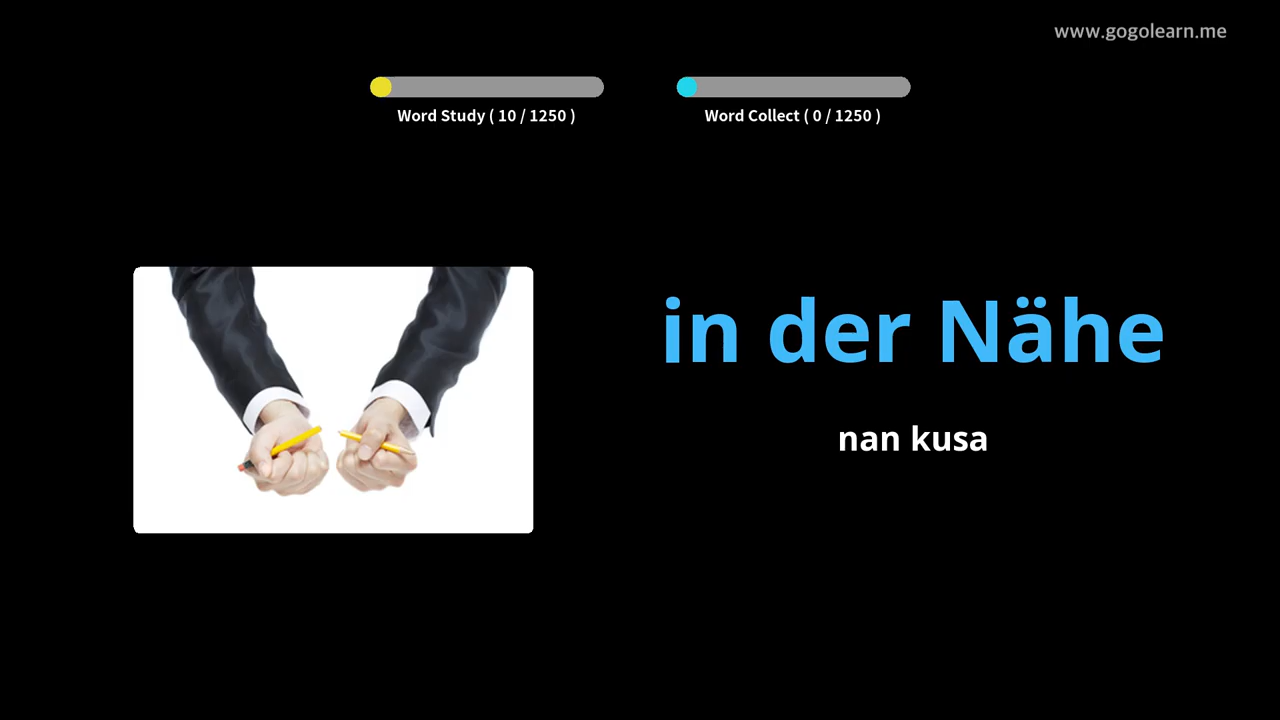 www.gogolearn.me
Word Study ( 10 / 1250 )
Word Collect ( 0 / 1250 )
in der Nähe
nan kusa